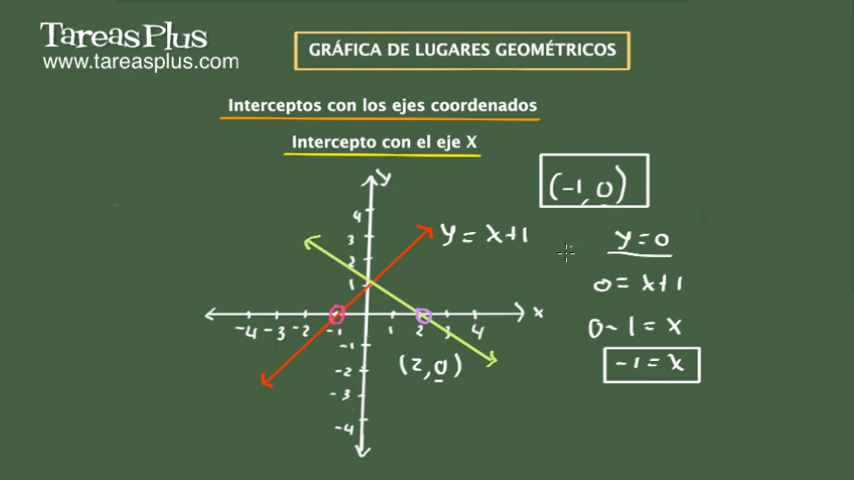 TareasPlus
www.tareasplus.com
GRÁFICA DE LUGARES GEOMÉTRICOS
Interceptos con los ejes coordenados
Intercepto con el eje X
y
(-1, 0)
4
y = x+1
3
y = 0
2
1
0 = x+1
x
-4 -3 -2 -1 1 2 3 4
0 - 1 = x
-1
-2
(2, 0)
-1 = x
-3
-4